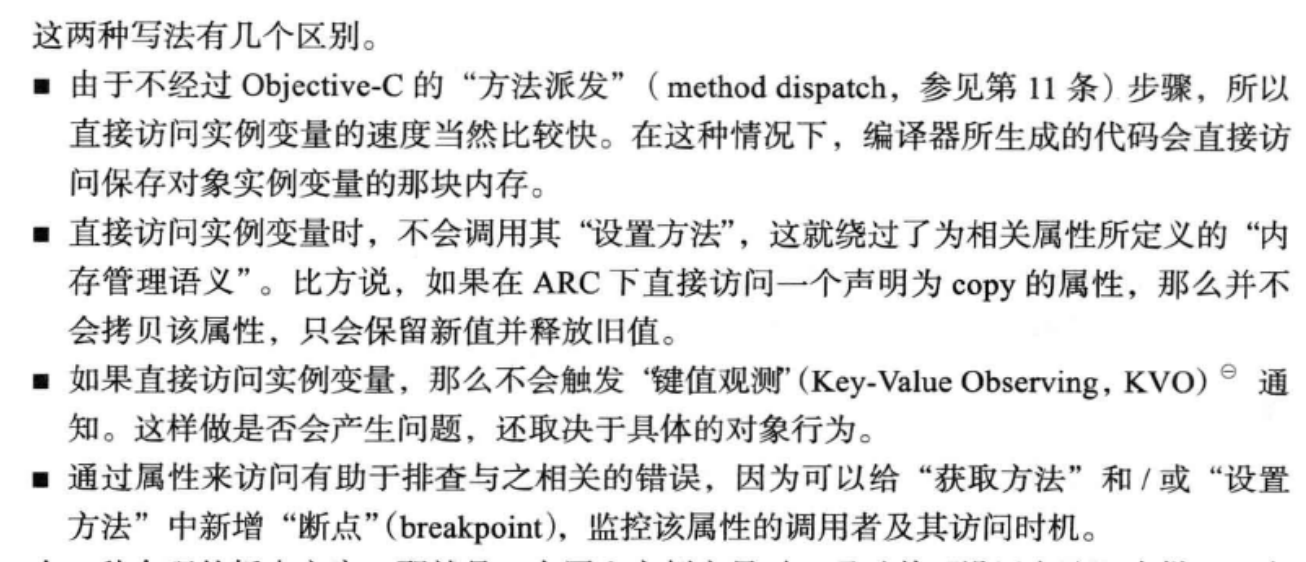 这两种写法有几个区别。
■ 由于不经过 Objective-C 的“方法派发”（method dispatch，参见第 11 条）步骤，所以
直接访问实例变量的速度当然比较快。在这种情况下，编译器所生成的代码会直接访
问保存对象实例变量的那块内存。
■ 直接访问实例变量时，不会调用其“设置方法”，这就绕过了为相关属性所定义的“内
存管理语义”。比方说，如果在 ARC 下直接访问一个声明为 copy 的属性，那么并不
会拷贝该属性，只会保留新值并释放旧值。
■ 如果直接访问实例变量，那么不会触发“键值观测”（Key-Value Observing，KVO）㊀ 通
知。这样做是否会产生问题，还取决于具体的对象行为。
■ 通过属性来访问有助于排查与之相关的错误，因为可以给“获取方法”和 / 或“设置
方法”中新增“断点”（breakpoint），监控该属性的调用者及其访问时机。